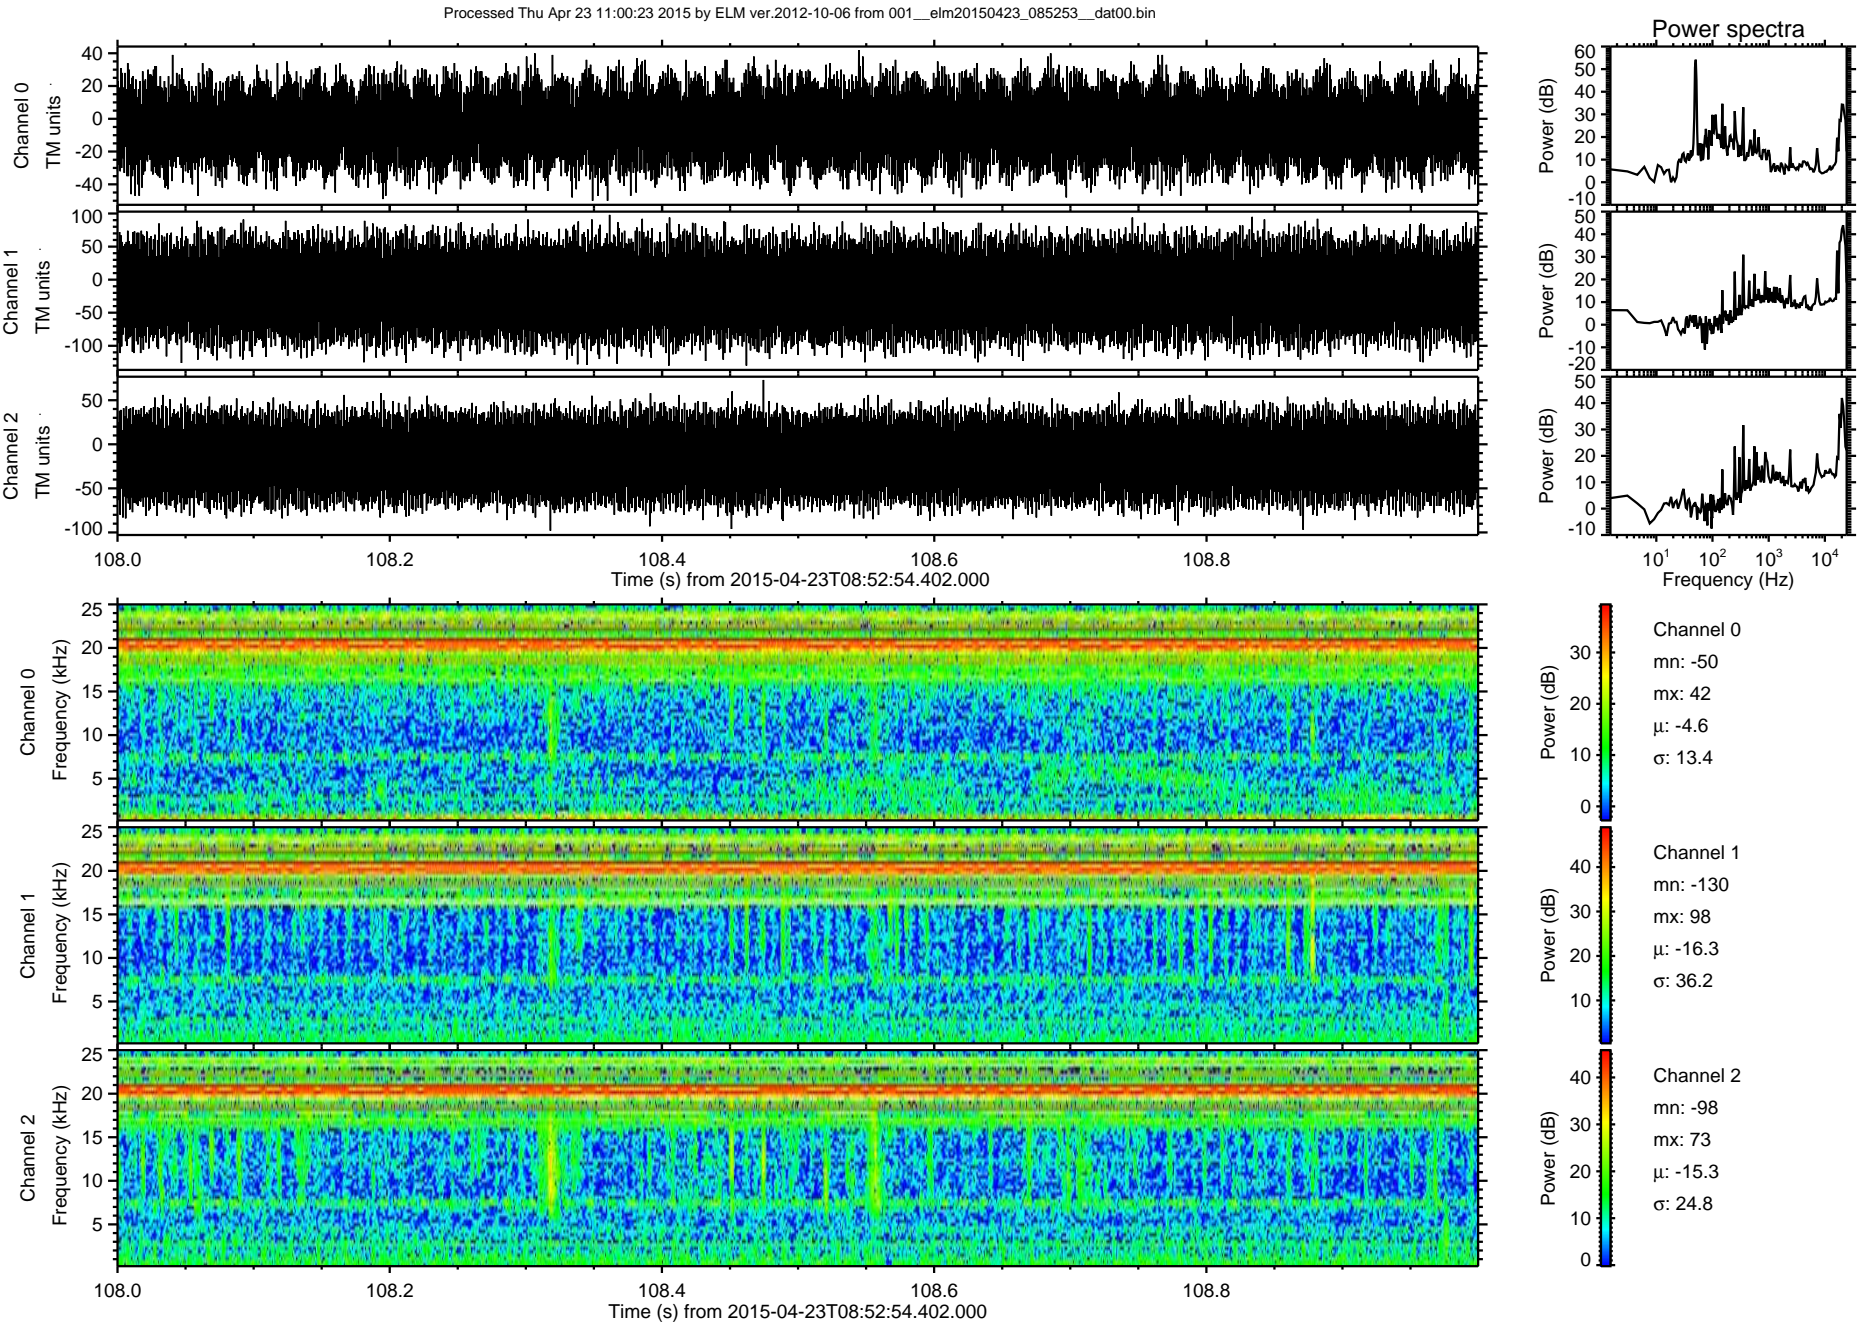 Processed Thu Apr 23 11:00:23 2015 by ELM ver.2012-10-06 from 001__elm20150423_085253__dat00.bin
Power spectra
Channel 0
TM units
40
20
0
-20
-40
Power (dB)
60
50
40
30
20
10
0
-10
Channel 1
TM units
100
50
0
-50
-100
Power (dB)
50
40
30
20
10
0
-10
-20
Channel 2
TM units
50
0
-50
-100
Power (dB)
50
40
30
20
10
0
-10
108.0 108.2 108.4 108.6 108.8
Time (s) from 2015-04-23T08:52:54.402.000
10¹ 10² 10³ 10⁴
Frequency (Hz)
Channel 0
Frequency (kHz)
25
20
15
10
5
Power (dB)
30
20
10
0
Channel 0
mn: -50
mx: 42
µ: -4.6
σ: 13.4
Channel 1
Frequency (kHz)
25
20
15
10
5
Power (dB)
40
30
20
10
Channel 1
mn: -130
mx: 98
µ: -16.3
σ: 36.2
Channel 2
Frequency (kHz)
25
20
15
10
5
Power (dB)
40
30
20
10
0
Channel 2
mn: -98
mx: 73
µ: -15.3
σ: 24.8
108.0 108.2 108.4 108.6 108.8
Time (s) from 2015-04-23T08:52:54.402.000